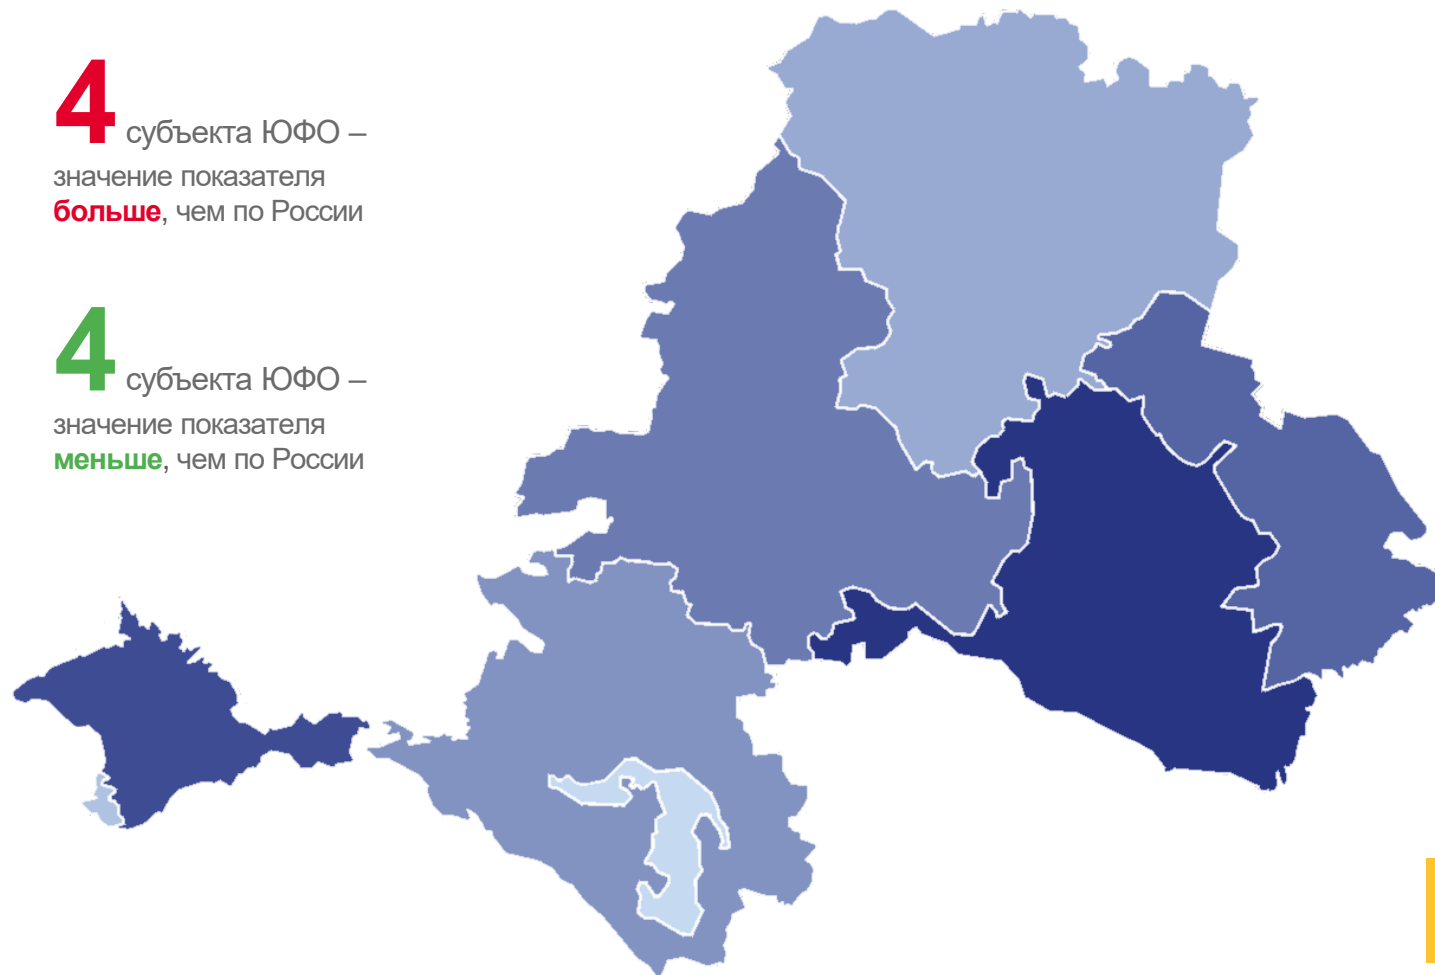 4 субъекта ЮФО –
значение показателя
больше, чем по России
4 субъекта ЮФО –
значение показателя
меньше, чем по России